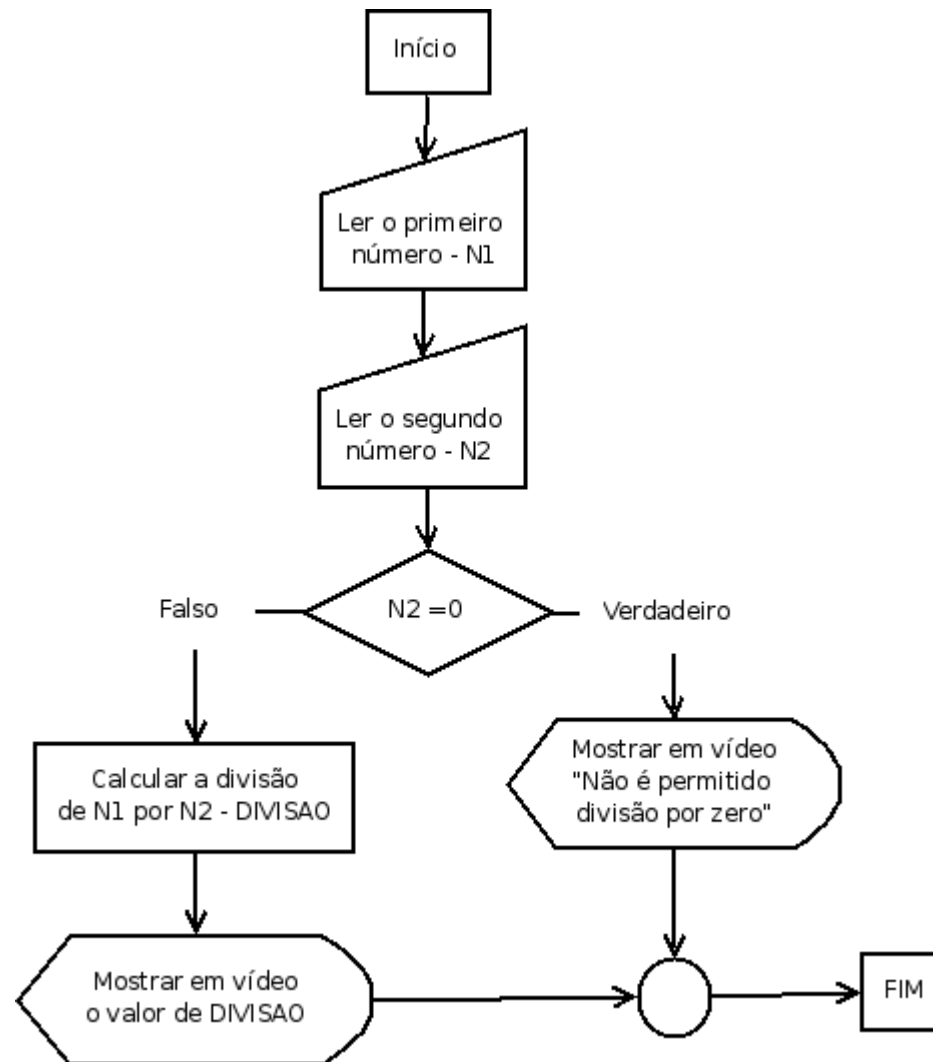 Início
Ler o primeiro
número - N1
Ler o segundo
número - N2
N2 =0
Falso
Verdadeiro
Calcular a divisão
de N1 por N2 - DIVISAO
Mostrar em vídeo
"Não é permitido
divisão por zero"
Mostrar em vídeo
o valor de DIVISAO
FIM